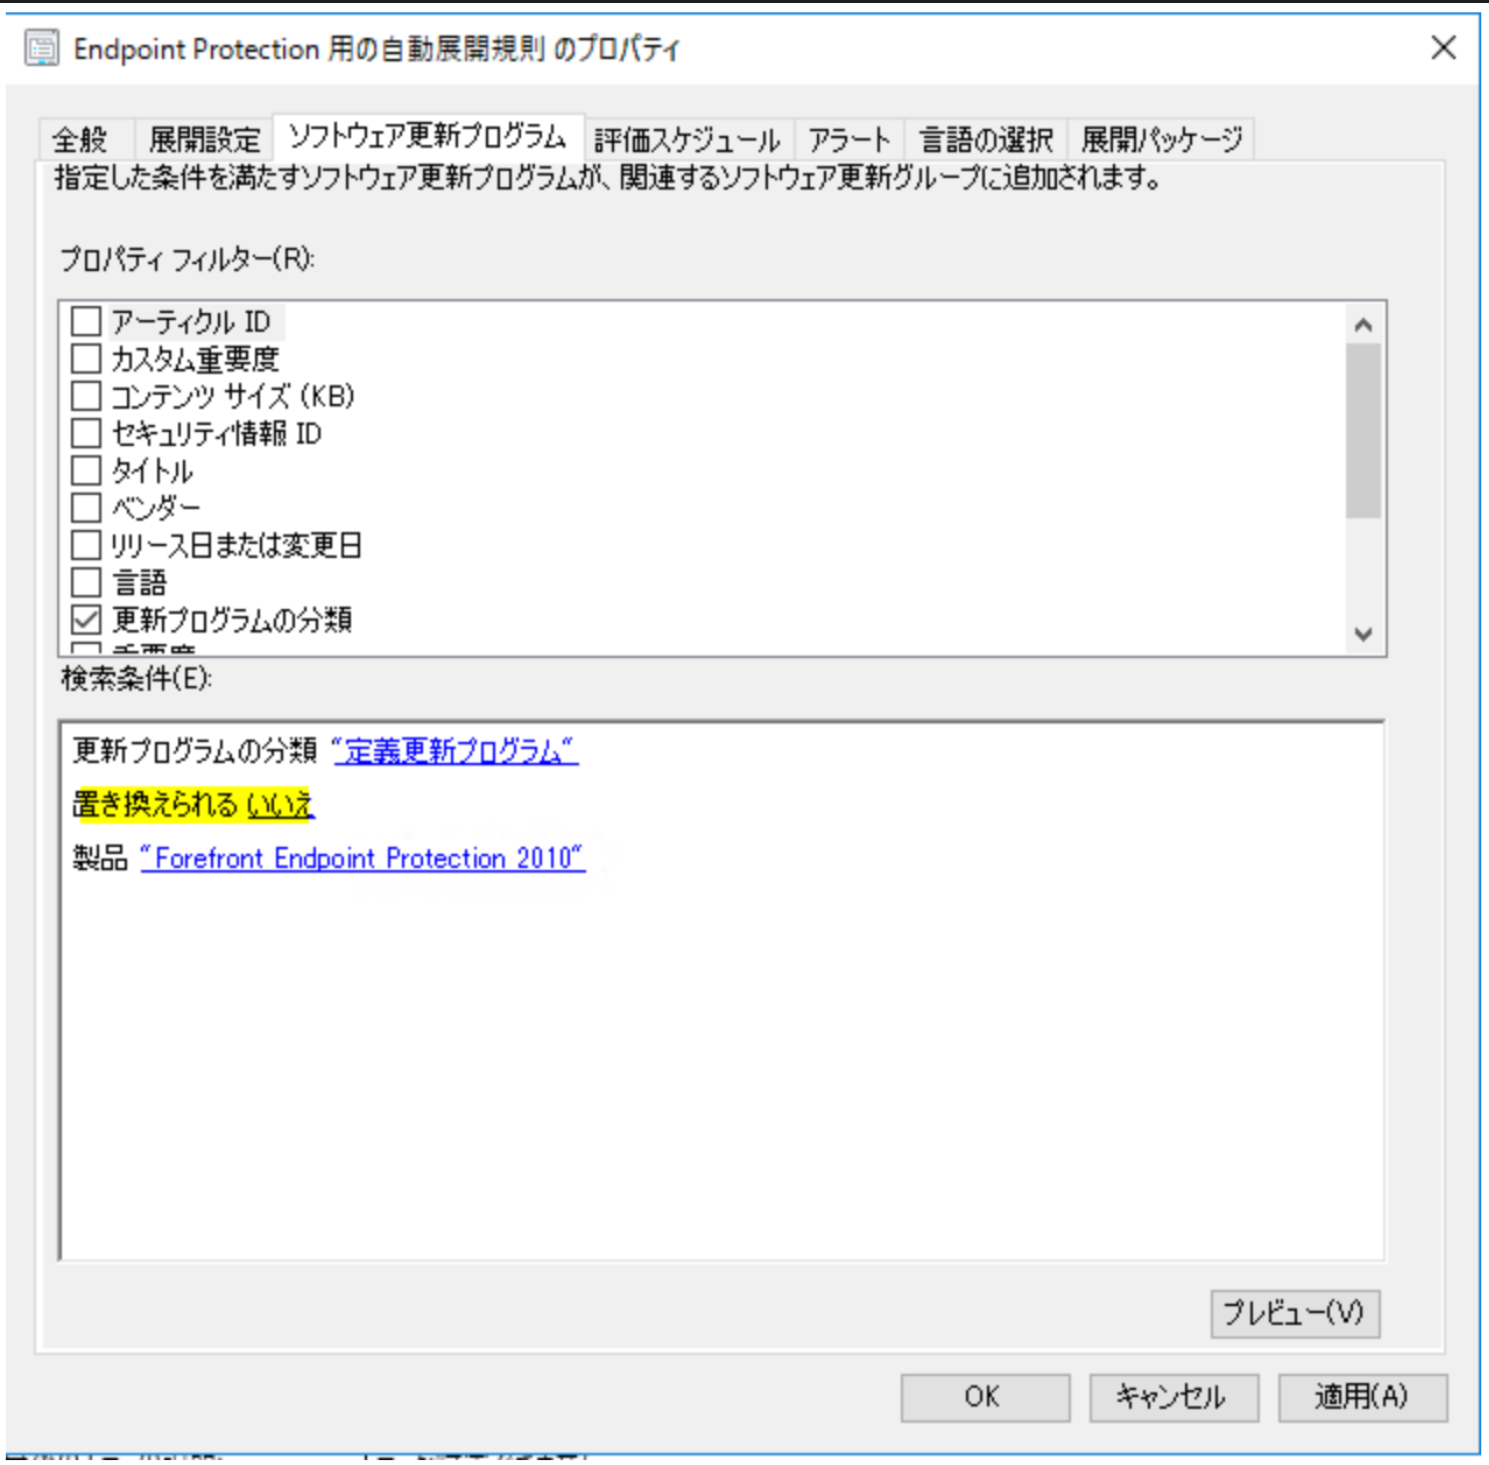 Endpoint Protection 用の自動展開規則 のプロパティ
全般 展開設定 ソフトウェア更新プログラム 評価スケジュール アラート 言語の選択 展開パッケージ
指定した条件を満たすソフトウェア更新プログラムが、関連するソフトウェア更新グループに追加されます。
プロパティ フィルター(R):
アーティクル ID
カスタム重要度
コンテンツ サイズ (KB)
セキュリティ情報 ID
タイトル
ベンダー
リリース日または変更日
言語
更新プログラムの分類
重要度
検索条件(E):
更新プログラムの分類 "定義更新プログラム"
置き換えられる いいえ
製品 "Forefront Endpoint Protection 2010"
プレビュー(V)
OK キャンセル 適用(A)